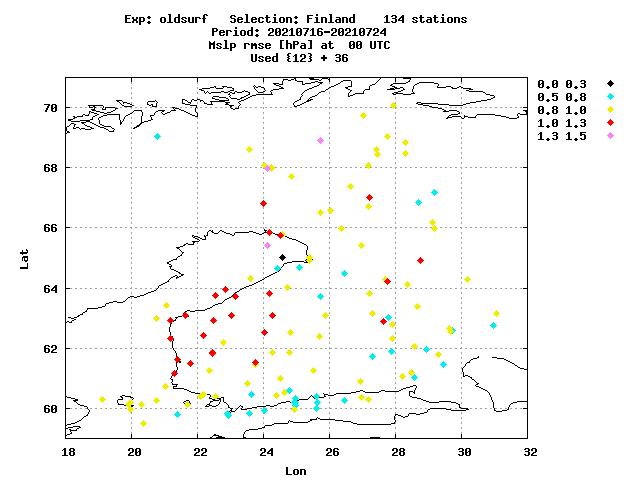 Exp: oldsurf Selection: Finland 134 stations
Period: 20210716-20210724
Mslp rmse [hPa] at 00 UTC
Used {12} + 36
0.0 0.3
0.5 0.8
0.8 1.0
1.0 1.3
1.3 1.5
70
68
66
64
62
60
Lat
18 20 22 24 26 28 30 32
Lon